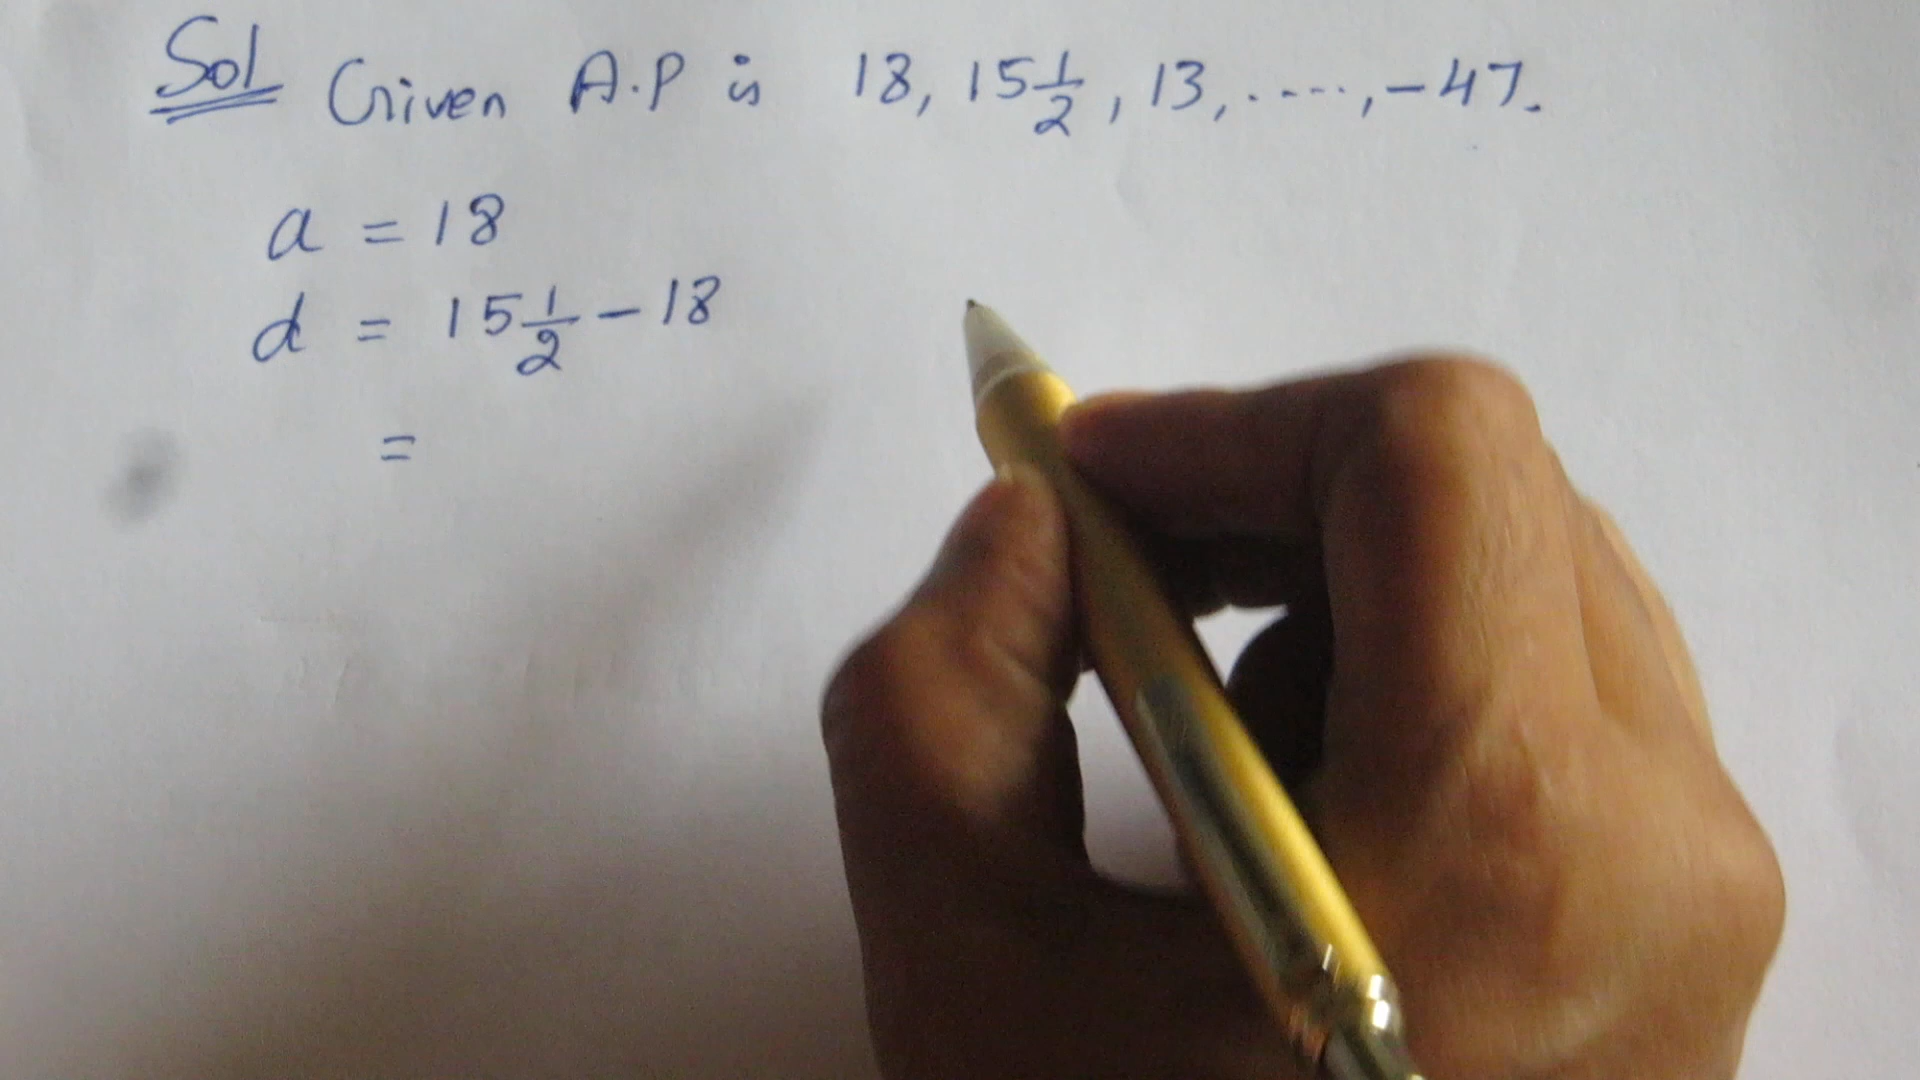 Sol Given A.P is 18, 15 1/2, 13, ....., -47.
a = 18
d = 15 1/2 - 18
=